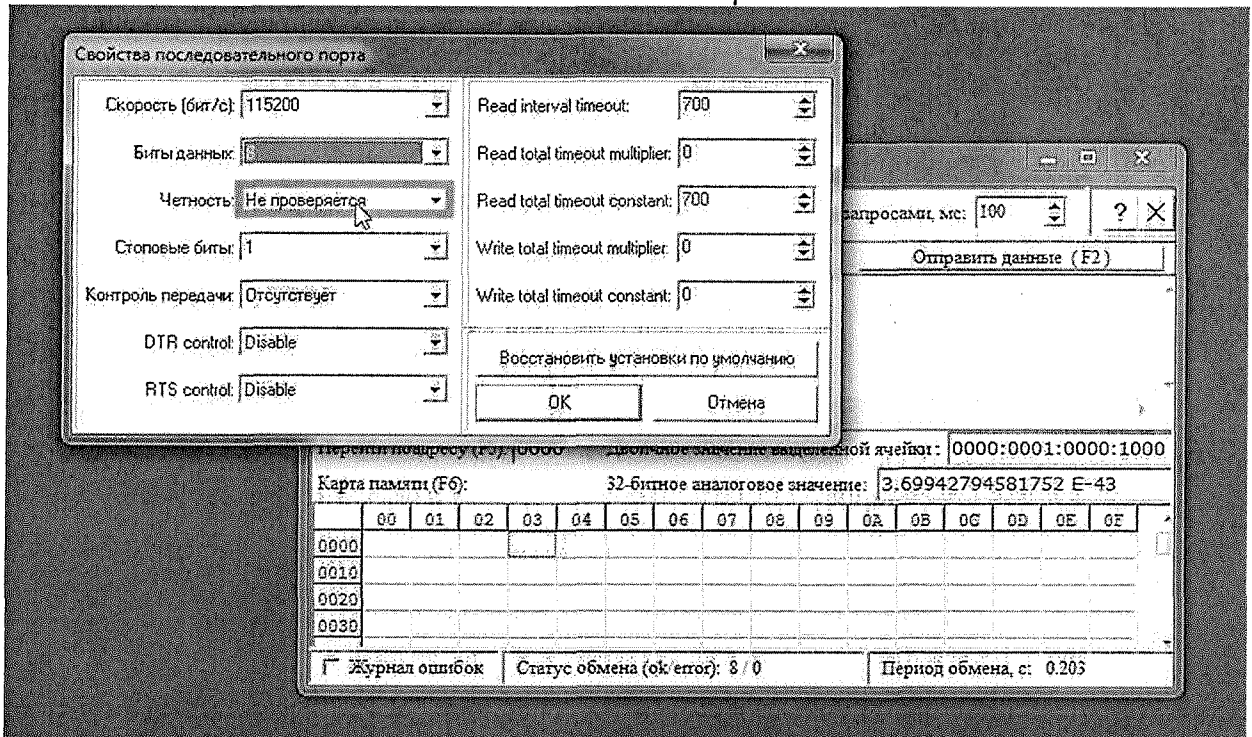 Свойства последовательного порта
Скорость (бит/с): 115200
Биты данных:
Четность: Не проверяется
Стоповые биты: 1
Контроль передачи: Отсутствует
DTR control: Disable
RTS control: Disable
Read interval timeout: 700
Read total timeout multiplier: 0
Read total timeout constant: 700
Write total timeout multiplier: 0
Write total timeout constant: 0
Восстановить установки по умолчанию
OK Отмена
запросами, мс: 100 ?
Отправить данные (F2)
Перейти по адресу (F5) 0000 Двоичное значение выделенной ячейки: 0000:0001:0000:1000
Карта памяти (F6): 32-битное аналоговое значение: 3.69942794581752 E-43
00 01 02 03 04 05 06 07 08 09 0A 0B 0C 0D 0E 0F
0000
0010
0020
0030
Журнал ошибок Статус обмена (ok/error): 8 / 0 Период обмена, с: 0.203